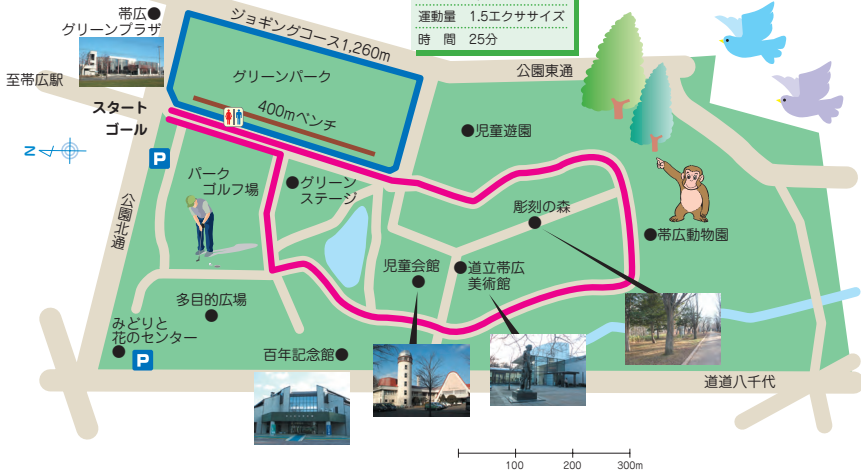 運動量 1.5エクササイズ
時 間 25分
帯広
グリーンプラザ
ジョギングコース1,260m
グリーンパーク
至帯広駅
公園東通
400mベンチ
スタート
ゴール
児童遊園
N
P
パーク
ゴルフ場
グリーン
ステージ
公園北通
彫刻の森
帯広動物園
児童会館
道立帯広
美術館
多目的広場
みどりと
花のセンター
P
百年記念館
道道八千代
100 200 300m